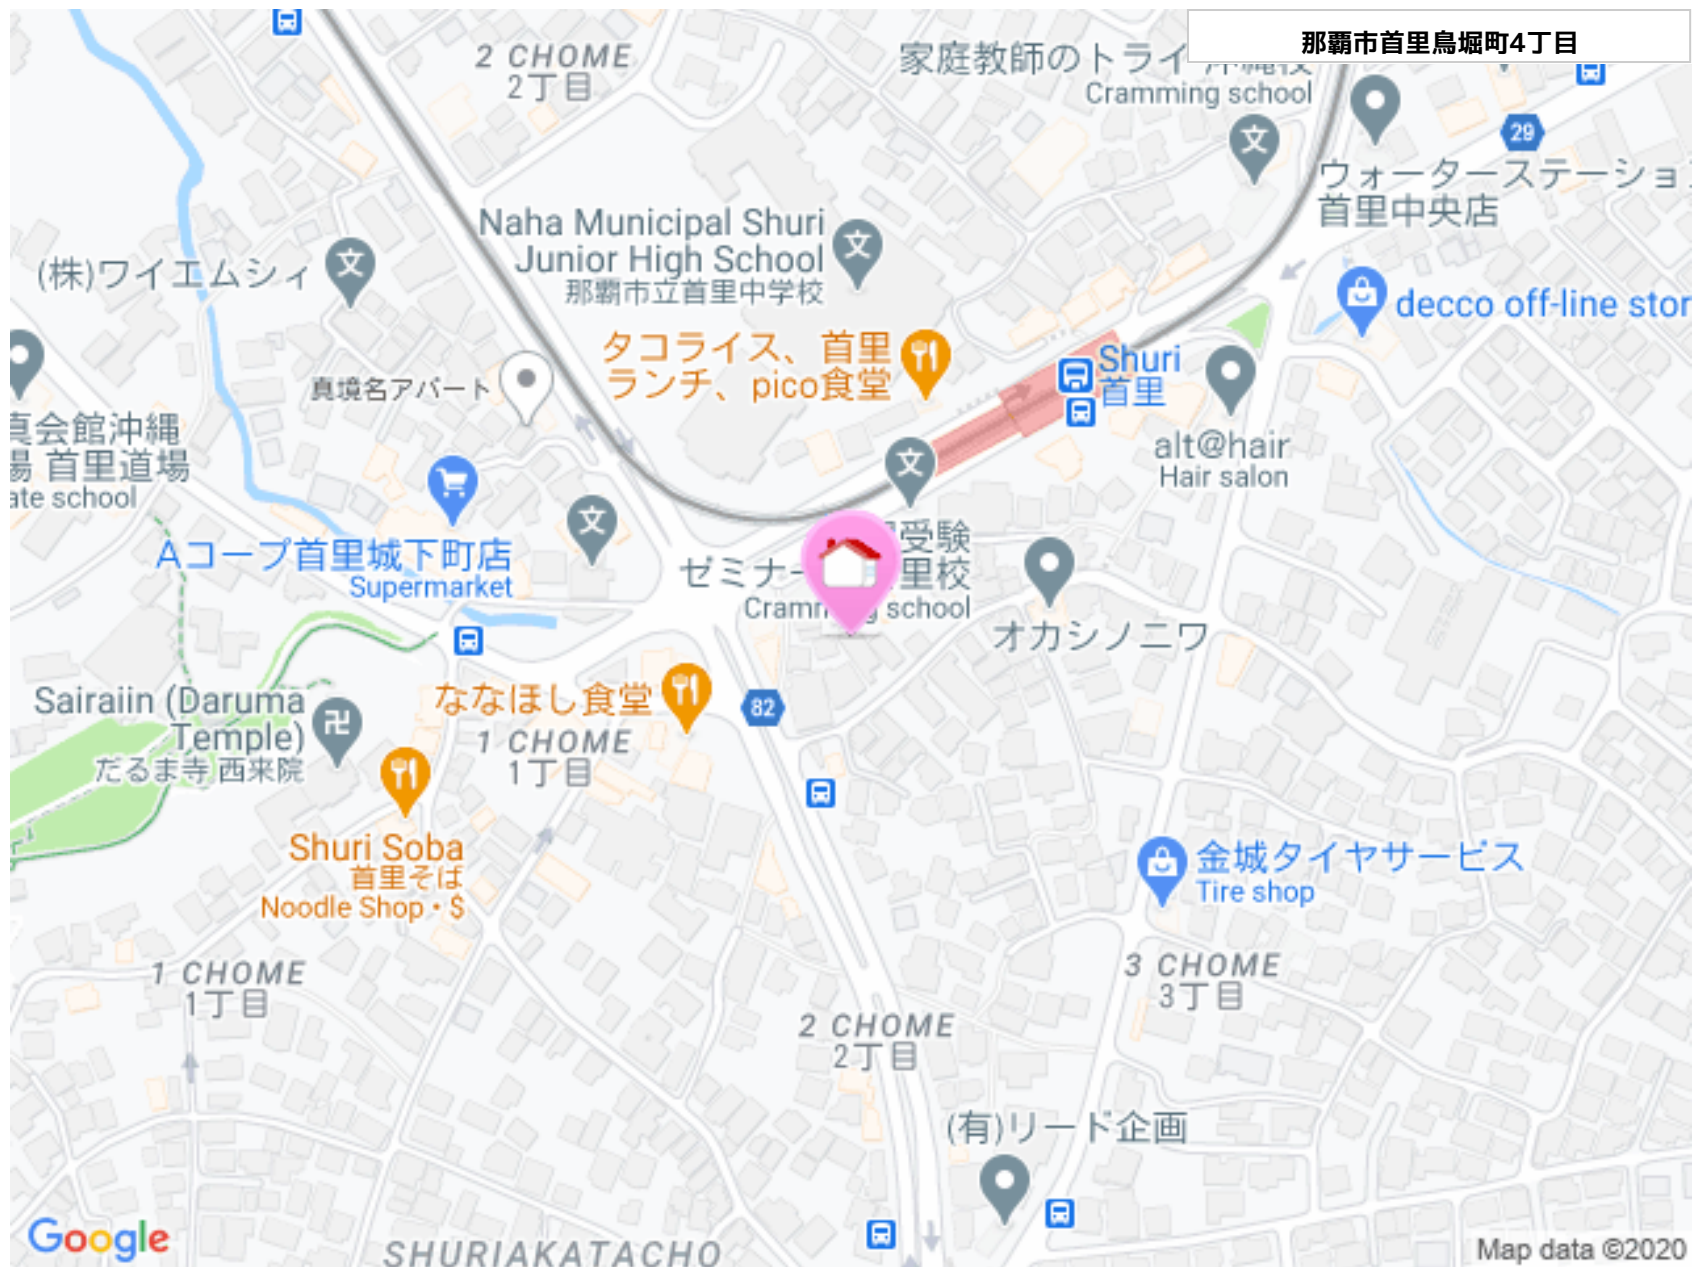 那覇市首里鳥堀町4丁目
2 CHOME
2丁目
家庭教師のトライ
Cramming school
29
ウォーターステーション
首里中央店
Naha Municipal Shuri
Junior High School
那覇市立首里中学校
(株)ワイエムシィ
decco off-line stor
タコライス、首里
ランチ、pico食堂
Shuri
首里
真境名アパート
真会館沖縄
場 首里道場
ate school
alt@hair
Hair salon
受験
ゼミナー
里校
Cramming school
Aコープ首里城下町店
Supermarket
オカシノニワ
Sairaiin (Daruma
Temple)
だるま寺 西来院
ななほし食堂
82
1 CHOME
1丁目
Shuri Soba
首里そば
Noodle Shop・$
金城タイヤサービス
Tire shop
1 CHOME
1丁目
3 CHOME
3丁目
2 CHOME
2丁目
(有)リード企画
Google
SHURIAKATACHO
Map data ©2020